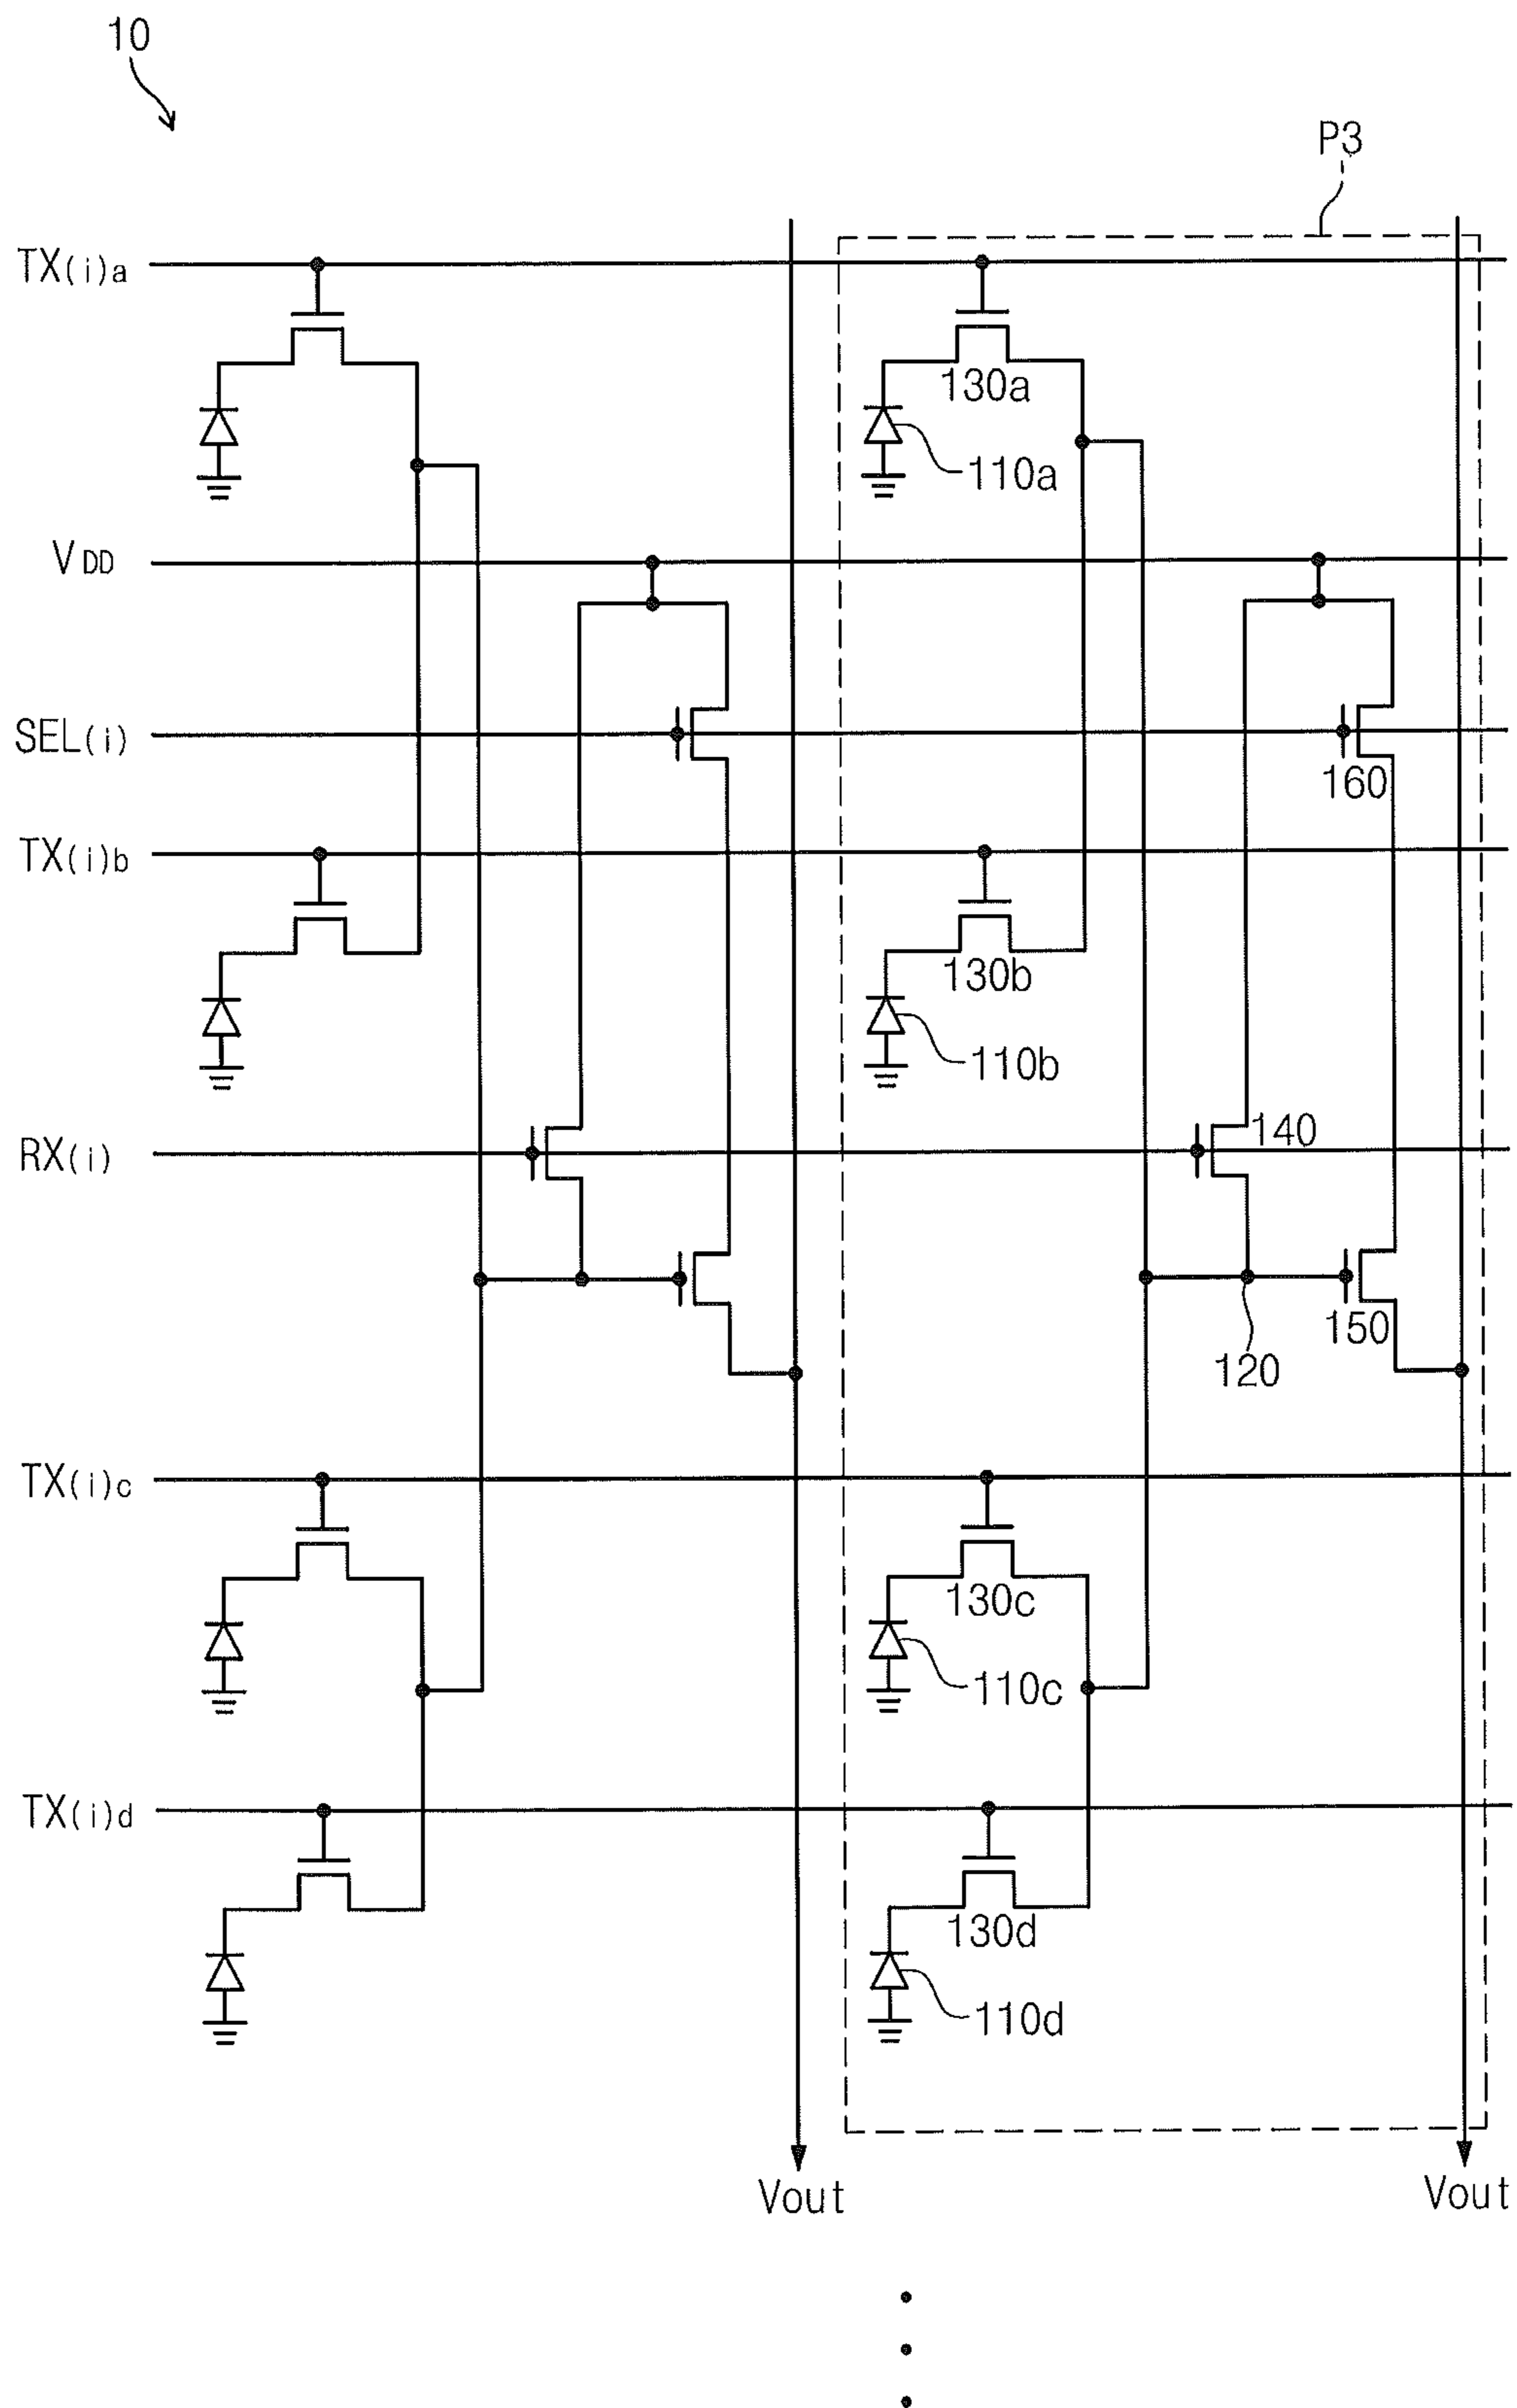 10
P3
TX(i)a
130a
110a
VDD
SEL(i)
160
TX(i)b
130b
110b
RX(i)
140
150
120
TX(i)c
130c
110c
TX(i)d
130d
110d
Vout
Vout